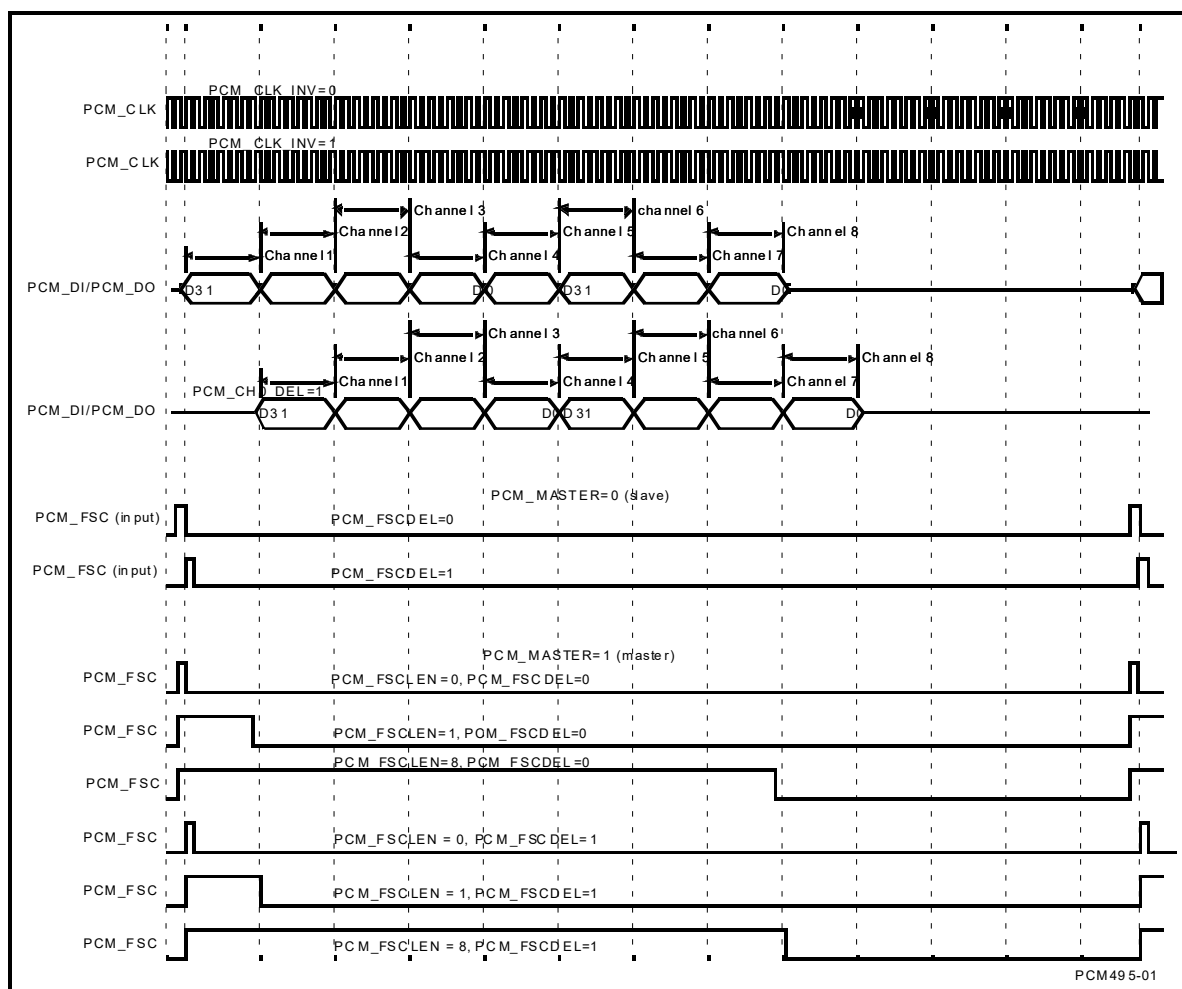 PCM_CLK_INV=0
PCM_CLK
PCM_CLK_INV=1
PCM_CLK
Channel 3
channel 6
Channel 2
Channel 5
Channel 8
Channel 1
Channel 4
Channel 7
PCM_DI/PCM_DO
D31
D0
D31
D0
Channel 3
channel 6
Channel 2
Channel 5
Channel 8
PCM_CH0_DEL=1
Channel 1
Channel 4
Channel 7
PCM_DI/PCM_DO
D31
D0
D31
D0
PCM_MASTER=0 (slave)
PCM_FSC (input)
PCM_FSCDEL=0
PCM_FSC (input)
PCM_FSCDEL=1
PCM_MASTER=1 (master)
PCM_FSC
PCM_FSCLEN=0, PCM_FSCDEL=0
PCM_FSC
PCM_FSCLEN=1, PCM_FSCDEL=0
PCM_FSCLEN=8, PCM_FSCDEL=0
PCM_FSC
PCM_FSC
PCM_FSCLEN = 0, PCM_FSCDEL=1
PCM_FSC
PCM_FSCLEN = 1, PCM_FSCDEL=1
PCM_FSC
PCM_FSCLEN = 8, PCM_FSCDEL=1
PCM495-01